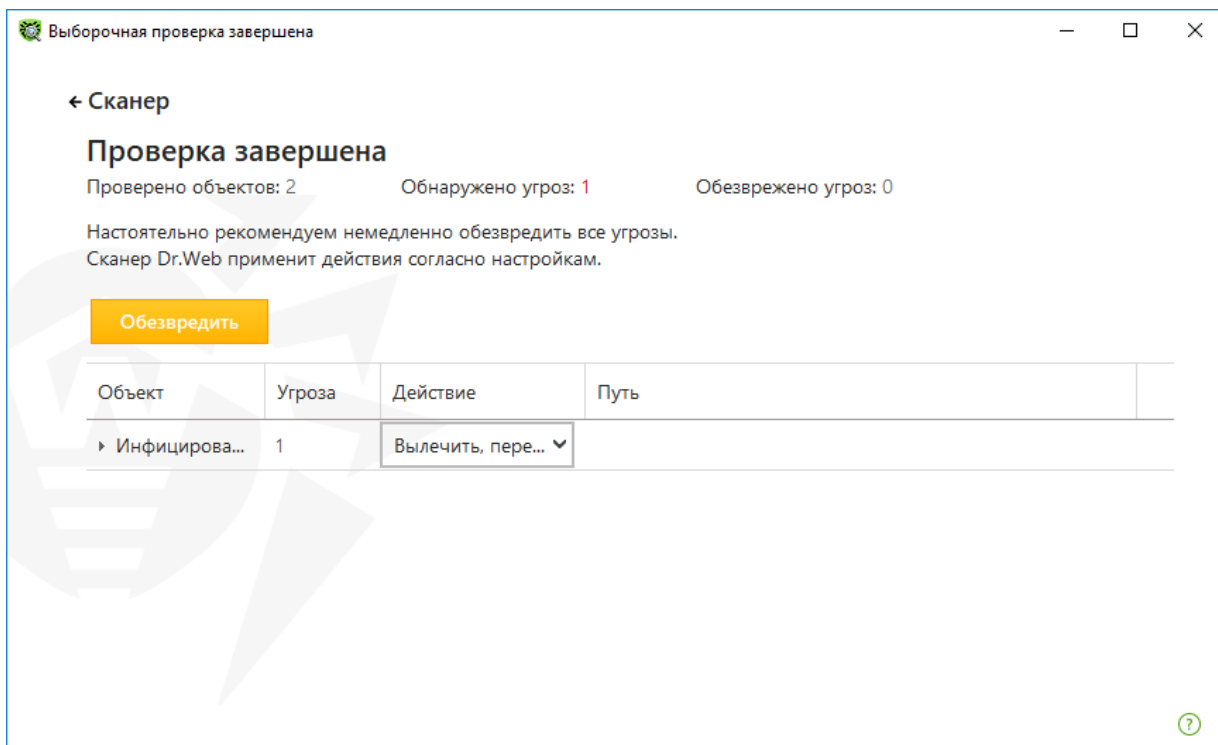 Выборочная проверка завершена
Сканер
Проверка завершена
Проверено объектов: 2 Обнаружено угроз: 1 Обезврежено угроз: 0
Настоятельно рекомендуем немедленно обезвредить все угрозы.
Сканер Dr.Web применит действия согласно настройкам.
Обезвредить
Объект Угроза Действие Путь
Инфицирова... 1 Вылечить, пере...
?